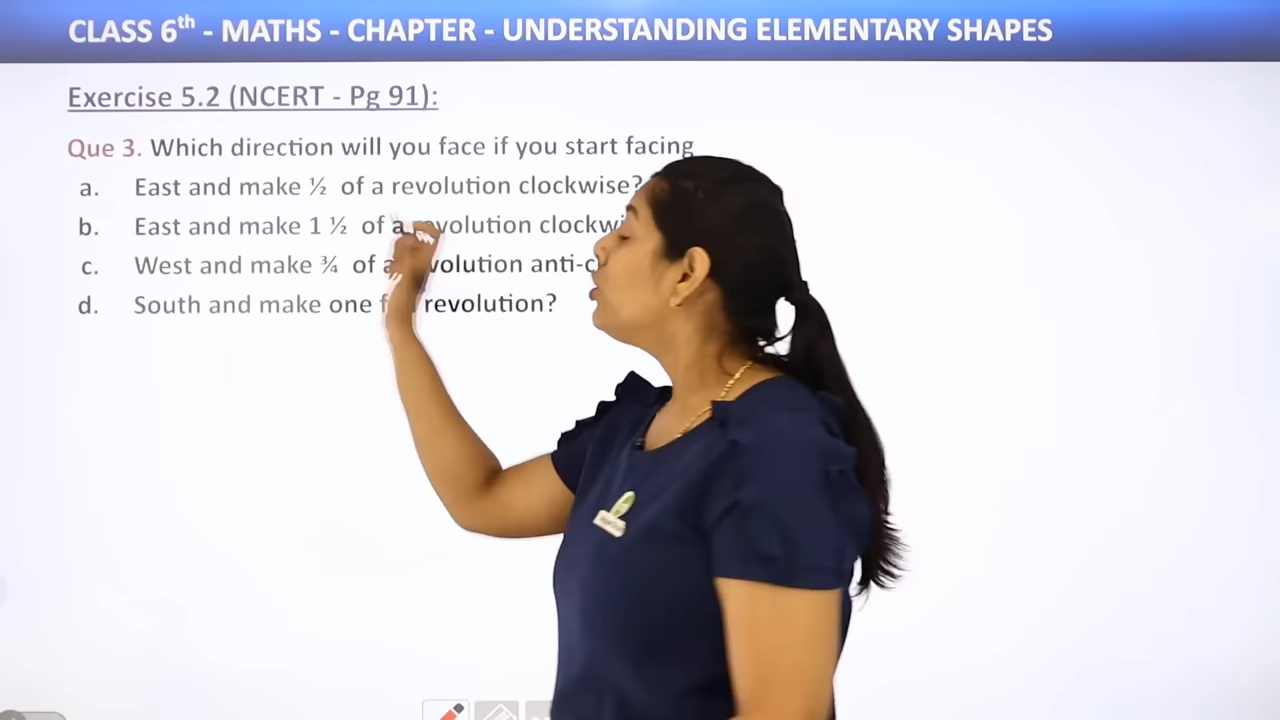 CLASS 6th - MATHS - CHAPTER - UNDERSTANDING ELEMENTARY SHAPES
Exercise 5.2 (NCERT - Pg 91):
Que 3. Which direction will you face if you start facing
a. East and make ½ of a revolution clockwise?
b. East and make 1 ½ of a revolution
c. West and make ¾ of
d. South and make one revolution?